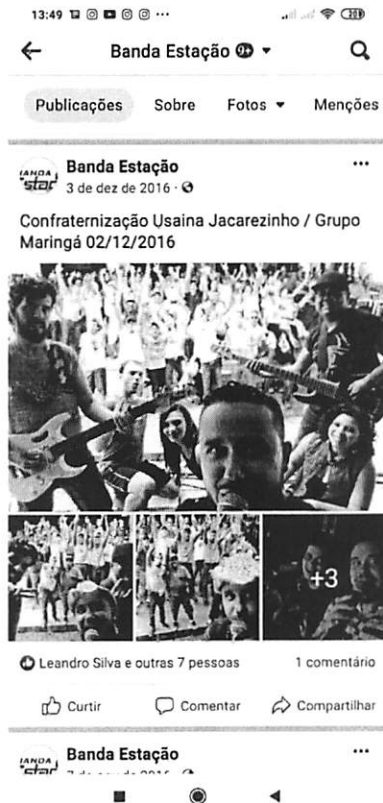 13:49
Banda Estação 9+
Publicações Sobre Fotos Menções
Banda Estação
3 de dez de 2016
Confraternização Usaina Jacarezinho / Grupo
Maringá 02/12/2016
+3
Leandro Silva e outras 7 pessoas 1 comentário
Curtir Comentar Compartilhar
Banda Estação